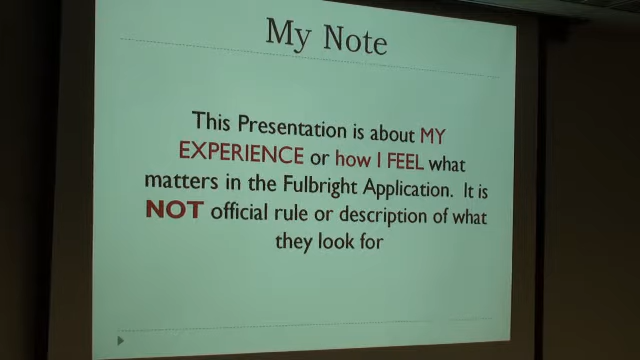 My Note
This Presentation is about MY
EXPERIENCE or how I FEEL what
matters in the Fulbright Application. It is
NOT official rule or description of what
they look for